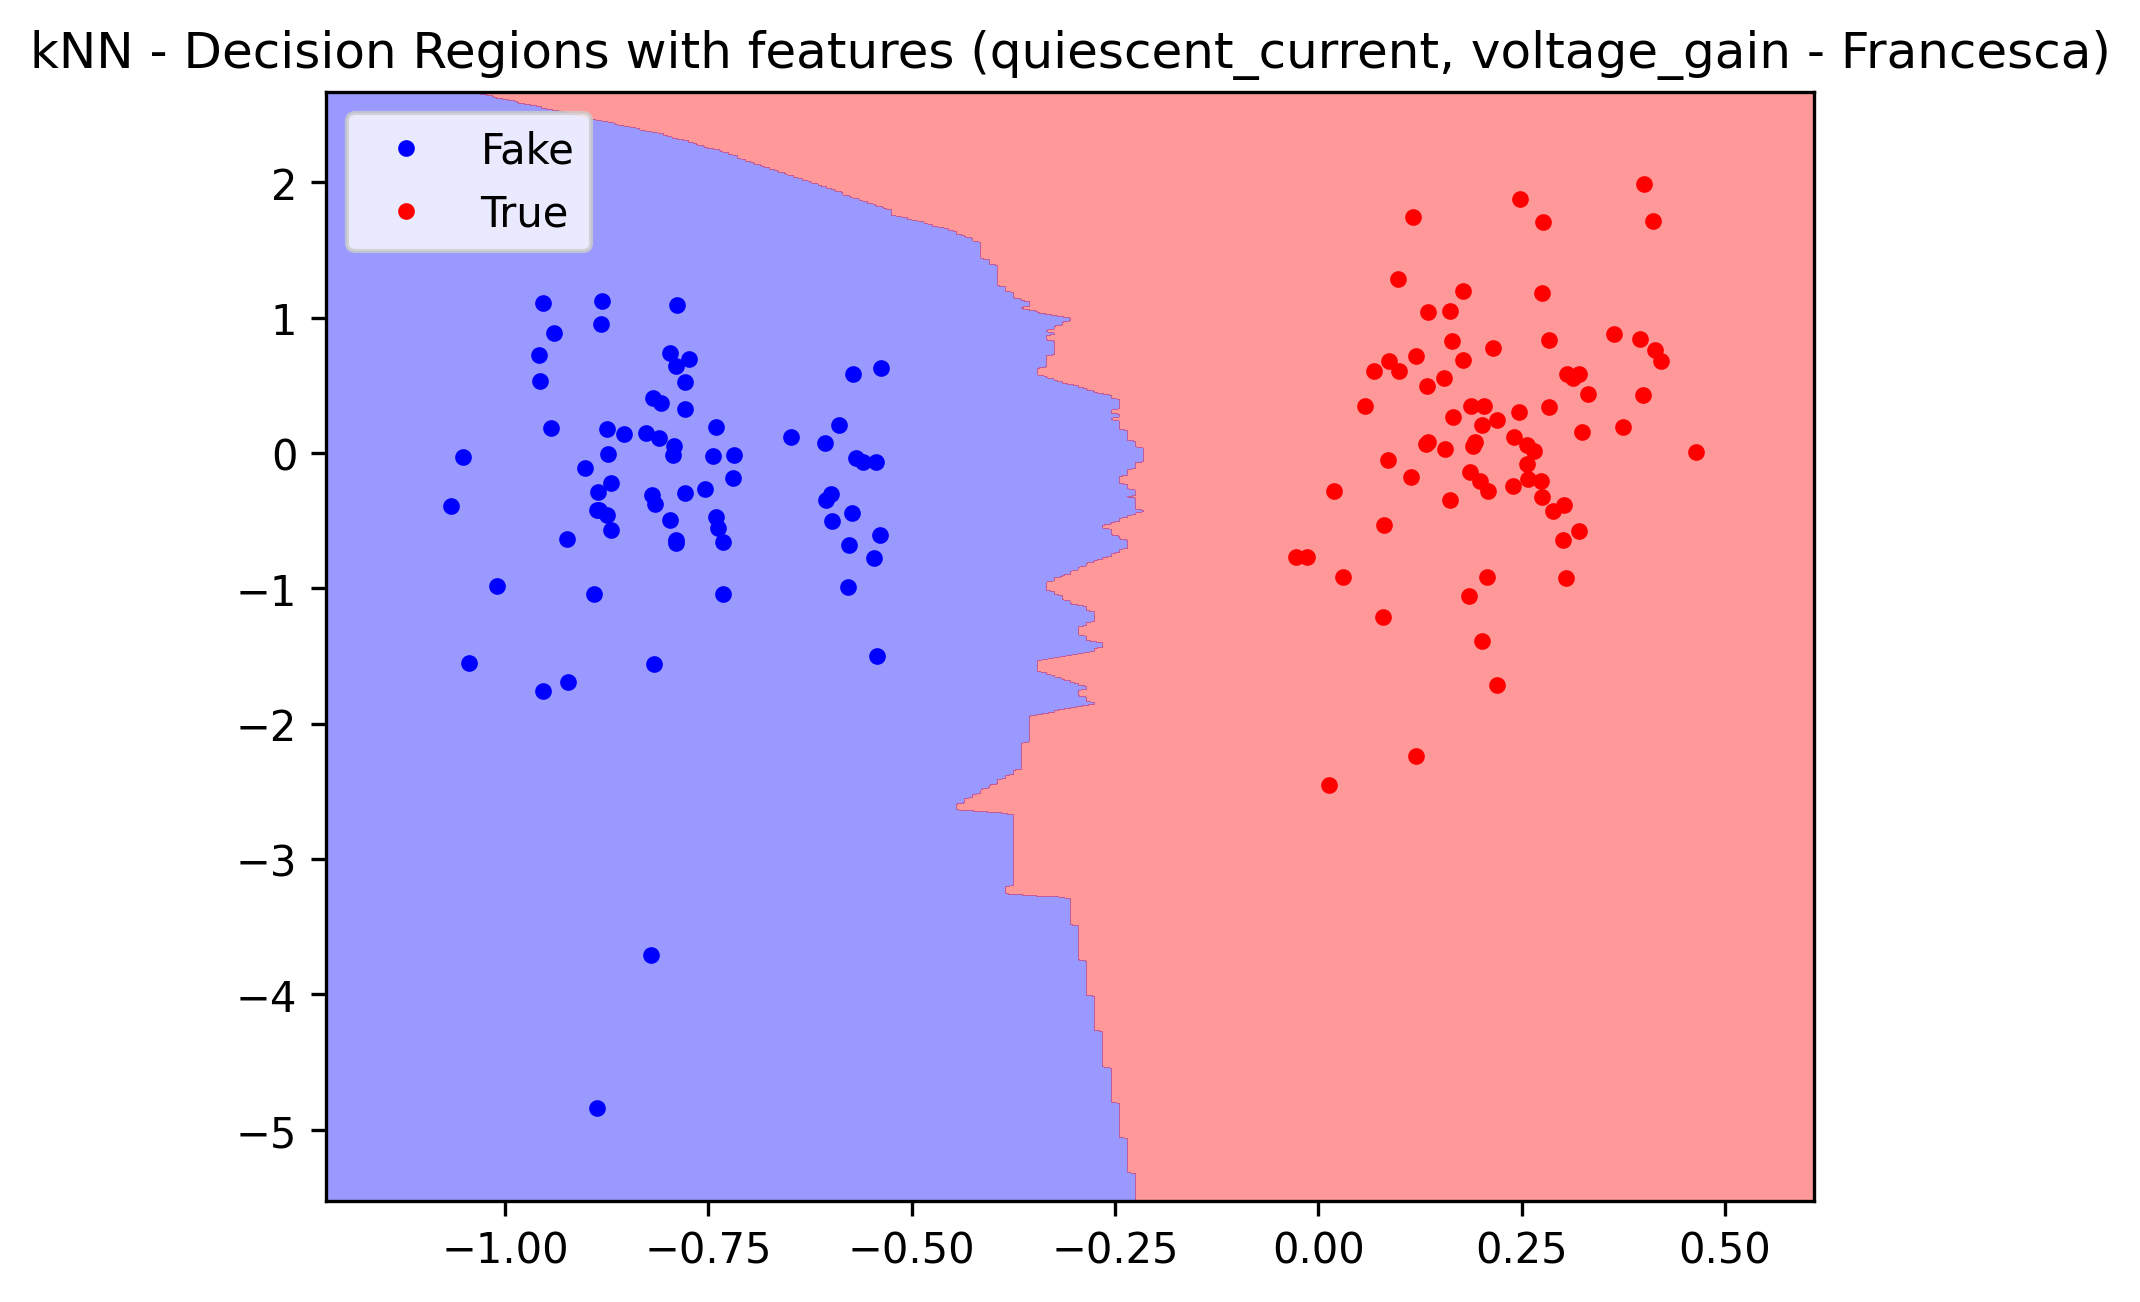 kNN - Decision Regions with features (quiescent_current, voltage_gain - Francesca)
Fake
True
2
1
0
−1
−2
−3
−4
−5
−1.00 −0.75 −0.50 −0.25 0.00 0.25 0.50